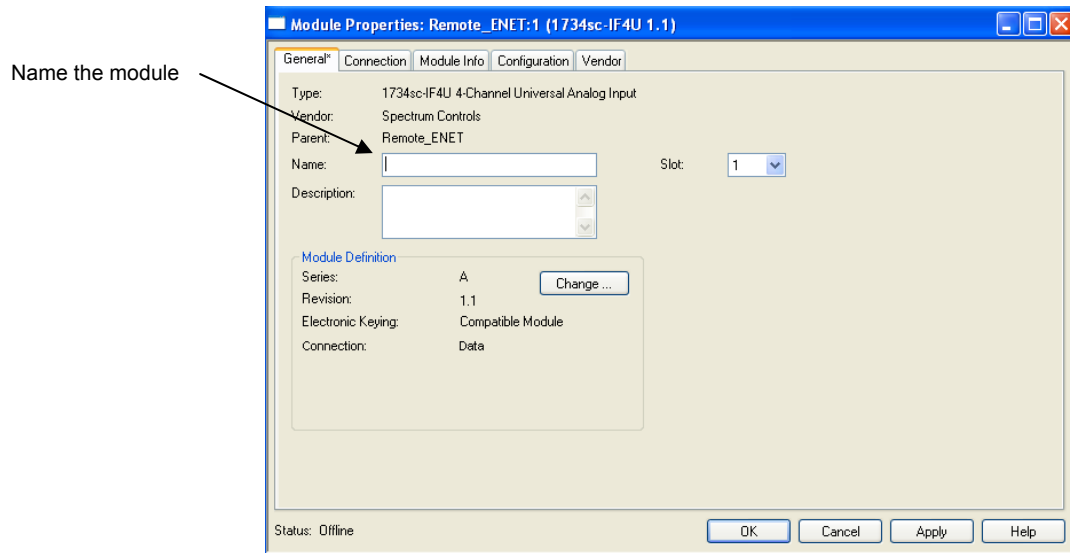 Name the module
Module Properties: Remote_ENET:1 (1734sc-IF4U 1.1)
General* Connection Module Info Configuration Vendor
Type: 1734sc-IF4U 4-Channel Universal Analog Input
Vendor: Spectrum Controls
Parent: Remote_ENET
Name: Slot: 1
Description:
Module Definition
Series: A Change ...
Revision: 1.1
Electronic Keying: Compatible Module
Connection: Data
Status: Offline OK Cancel Apply Help